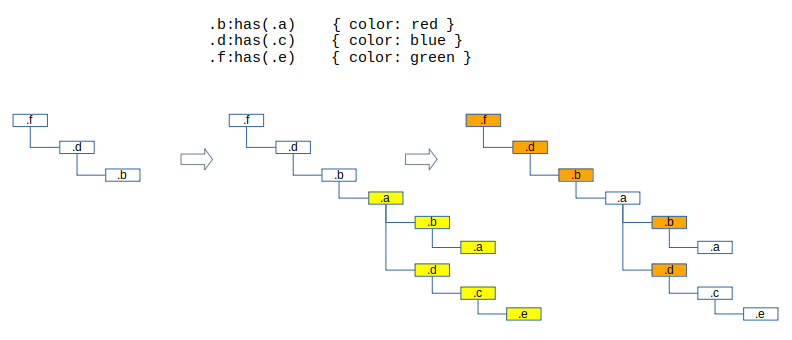 .b:has(.a) { color: red }
.d:has(.c) { color: blue }
.f:has(.e) { color: green }
.f .f .f
.d .d .d
.b .b .b
.a .a
.b .b
.a .a
.d .d
.c .c
.e .e